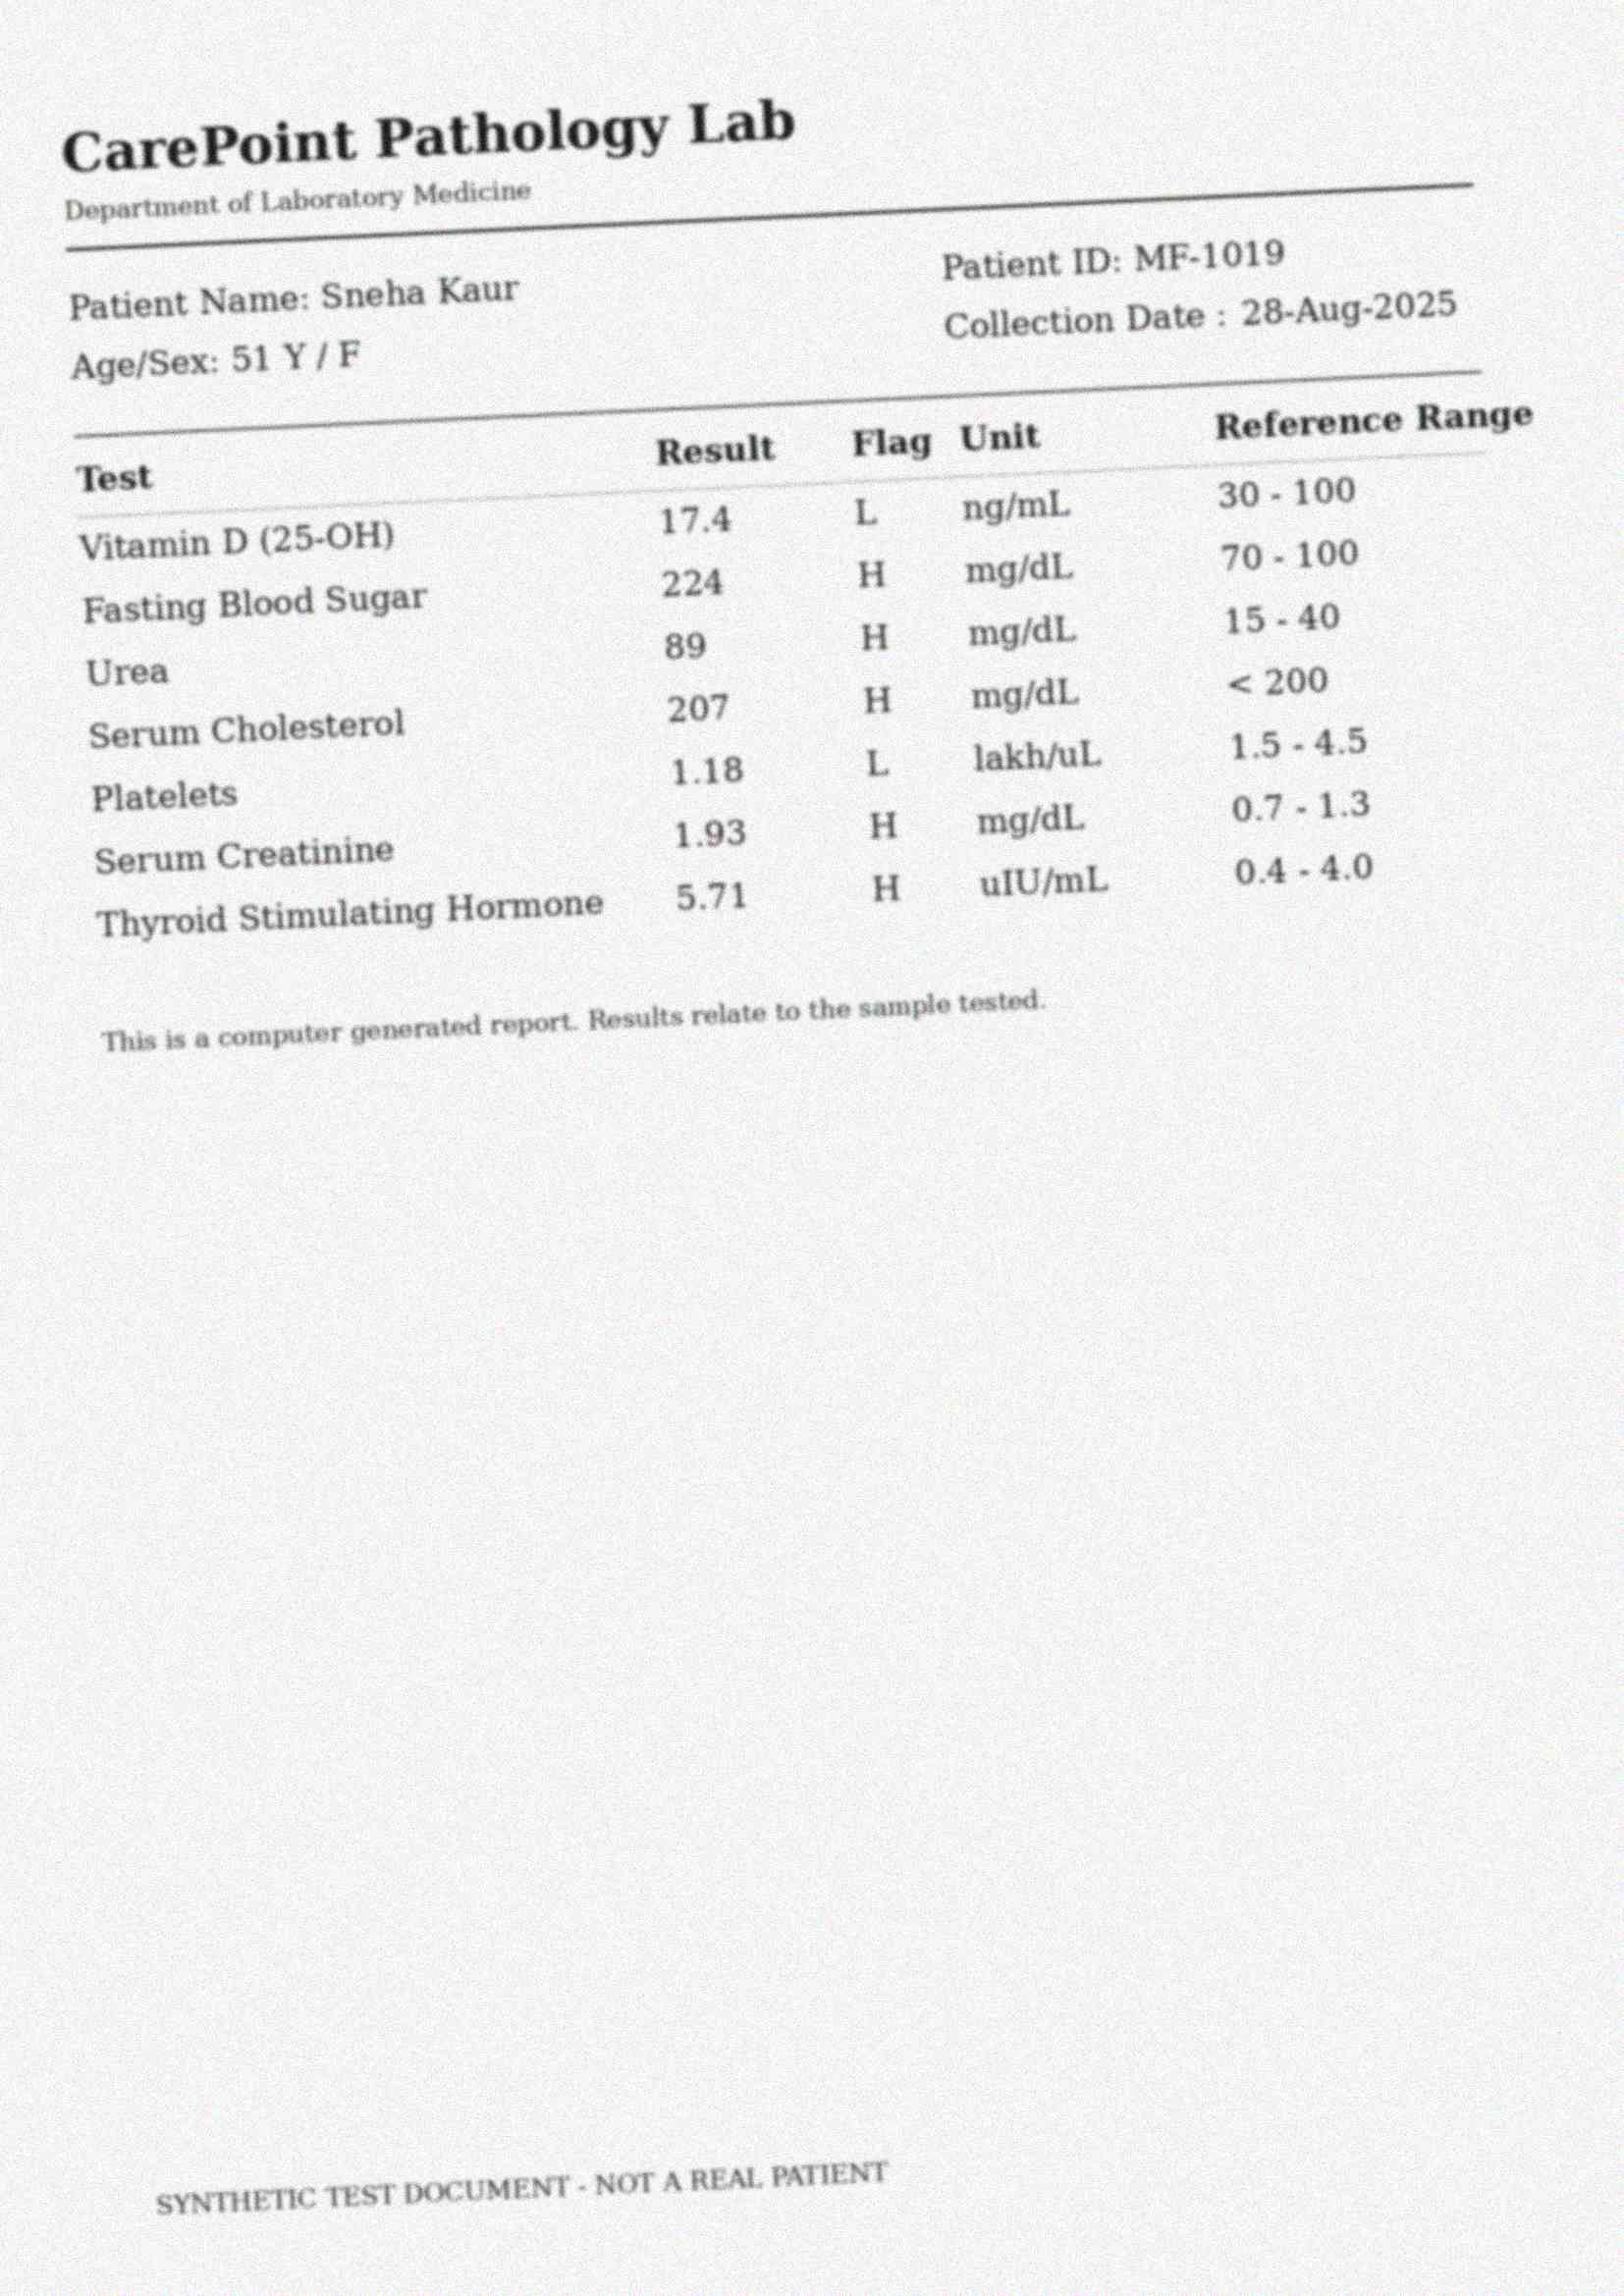 CarePoint Pathology Lab
Department of Laboratory Medicine
Patient Name: Sneha Kaur Patient ID: MF-1019
Age/Sex: 51 Y / F Collection Date : 28-Aug-2025
Test Result Flag Unit Reference Range
Vitamin D (25-OH) 17.4 L ng/mL 30 - 100
Fasting Blood Sugar 224 H mg/dL 70 - 100
Urea 89 H mg/dL 15 - 40
Serum Cholesterol 207 H mg/dL < 200
Platelets 1.18 L lakh/uL 1.5 - 4.5
Serum Creatinine 1.93 H mg/dL 0.7 - 1.3
Thyroid Stimulating Hormone 5.71 H uIU/mL 0.4 - 4.0
This is a computer generated report. Results relate to the sample tested.
SYNTHETIC TEST DOCUMENT - NOT A REAL PATIENT